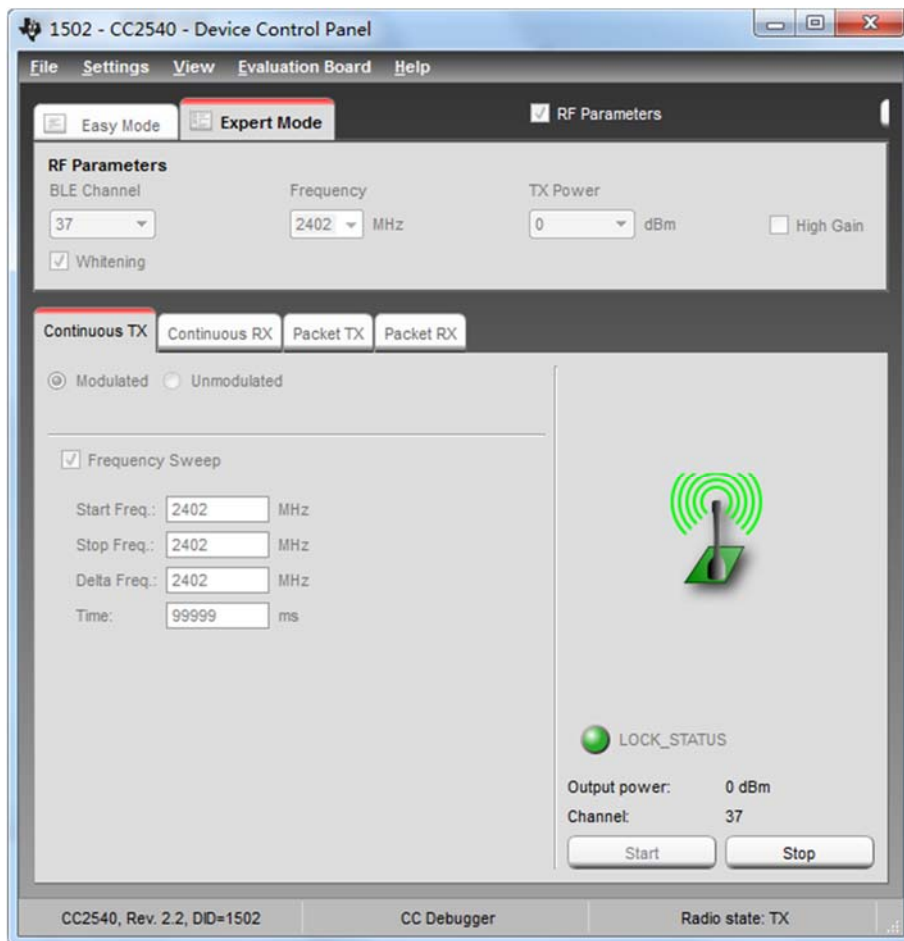 1502 - CC2540 - Device Control Panel
File Settings View Evaluation Board Help
Easy Mode Expert Mode RF Parameters
RF Parameters
BLE Channel Frequency TX Power
37 2402 MHz 0 dBm High Gain
Whitening
Continuous TX Continuous RX Packet TX Packet RX
Modulated Unmodulated
Frequency Sweep
Start Freq.: 2402 MHz
Stop Freq.: 2402 MHz
Delta Freq.: 2402 MHz
Time: 99999 ms
LOCK_STATUS
Output power: 0 dBm
Channel: 37
Start Stop
CC2540, Rev. 2.2, DID=1502 CC Debugger Radio state: TX